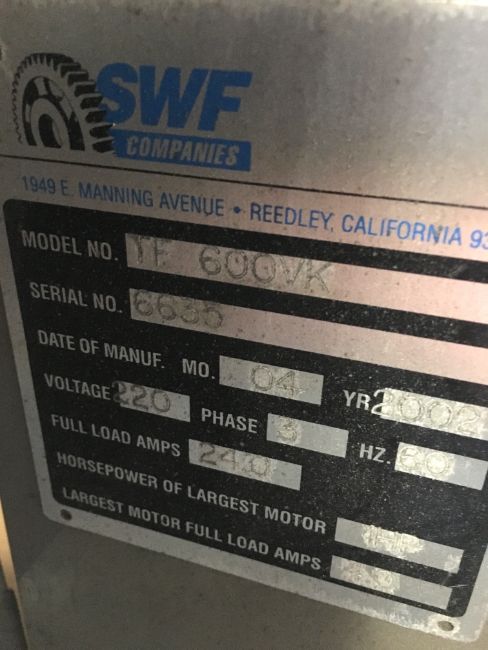 SWF
COMPANIES
1949 E. MANNING AVENUE • REEDLEY, CALIFORNIA 93
MODEL NO. TF 600VK
SERIAL NO. 6635
DATE OF MANUF. MO. 04 YR 2002
VOLTAGE 220 PHASE 3 HZ. 60
FULL LOAD AMPS 24.0
HORSEPOWER OF LARGEST MOTOR 1HP
LARGEST MOTOR FULL LOAD AMPS